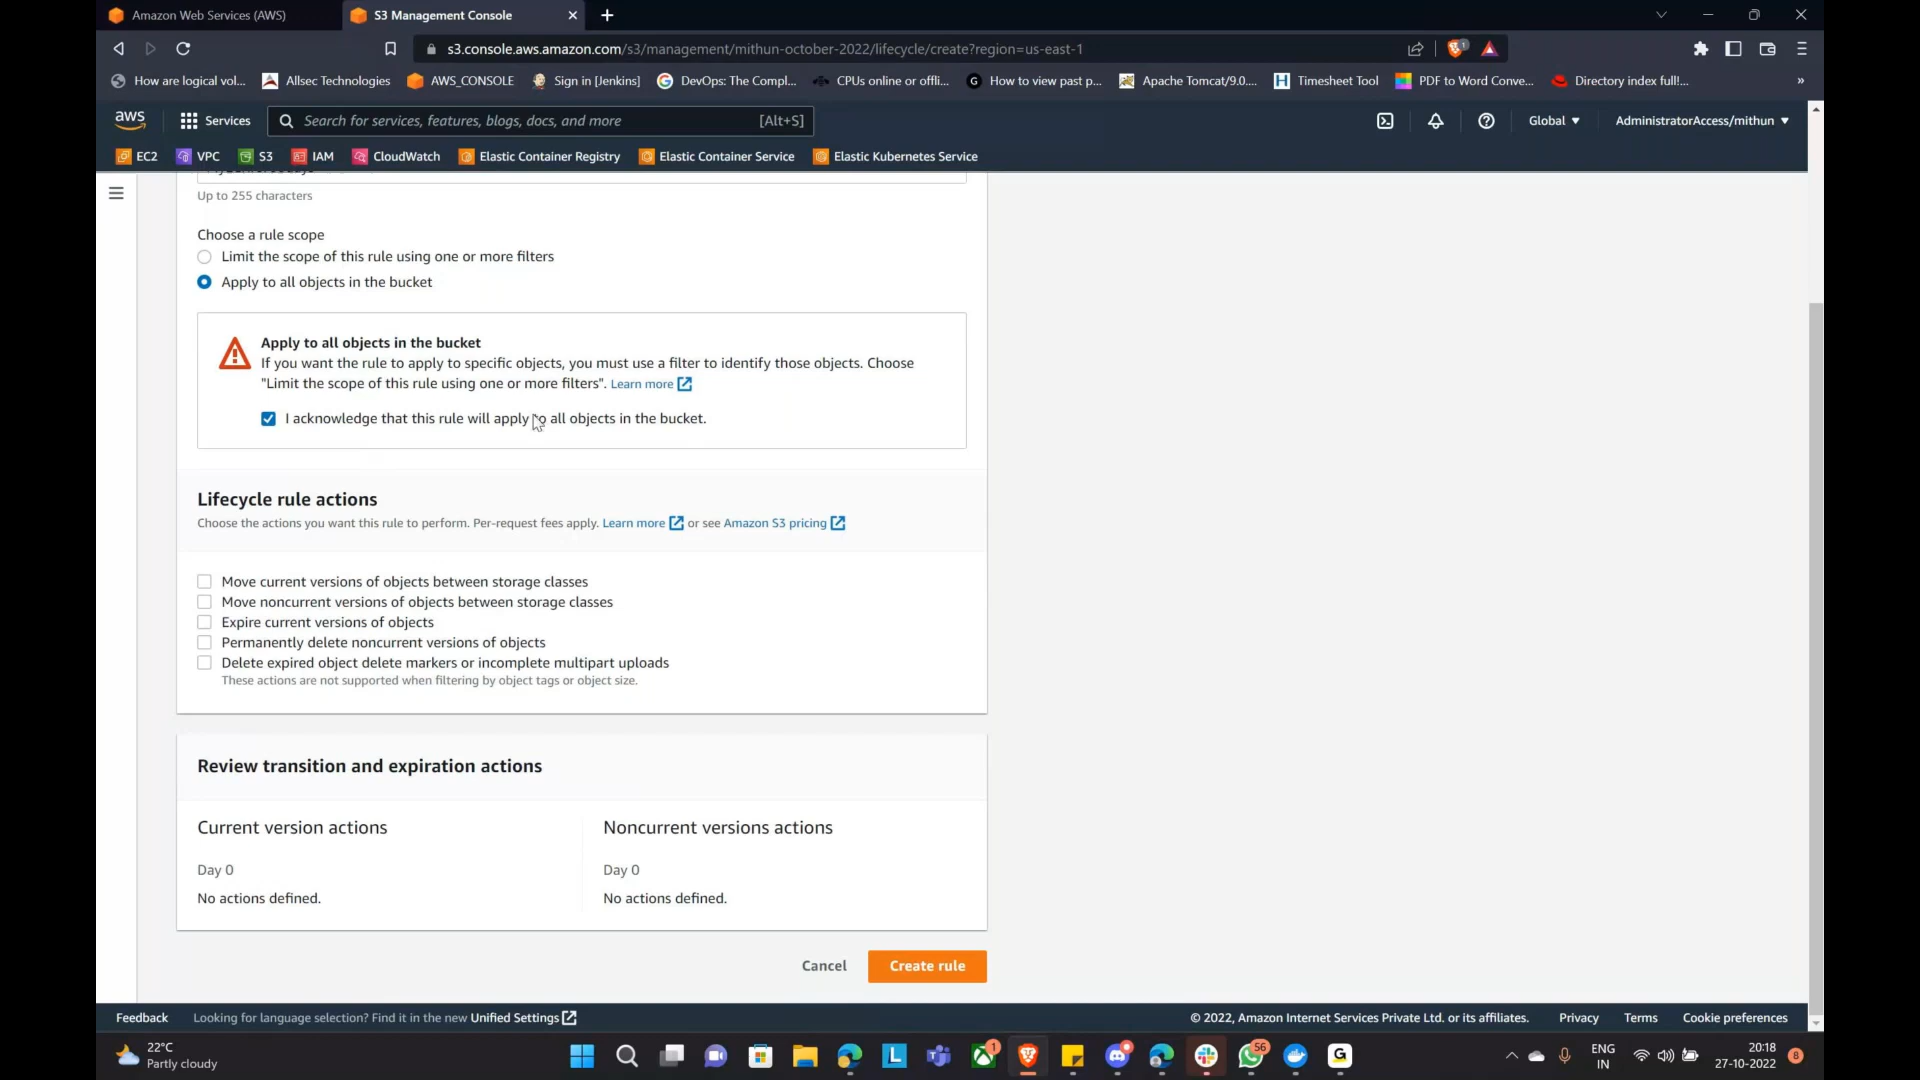 Amazon Web Services (AWS)
S3 Management Console
s3.console.aws.amazon.com/s3/management/mithun-october-2022/lifecycle/create?region=us-east-1
1
How are logical vol...
Allsec Technologies
AWS_CONSOLE
Sign in [Jenkins]
DevOps: The Compl...
CPUs online or offli...
How to view past p...
Apache Tomcat/9.0....
Timesheet Tool
PDF to Word Conve...
Directory index full!...
»
aws
Services
Search for services, features, blogs, docs, and more
[Alt+S]
Global
AdministratorAccess/mithun
EC2
VPC
S3
IAM
CloudWatch
Elastic Container Registry
Elastic Container Service
Elastic Kubernetes Service
Up to 255 characters
Choose a rule scope
Limit the scope of this rule using one or more filters
Apply to all objects in the bucket
Apply to all objects in the bucket
If you want the rule to apply to specific objects, you must use a filter to identify those objects. Choose
"Limit the scope of this rule using one or more filters". Learn more
I acknowledge that this rule will apply to all objects in the bucket.
Lifecycle rule actions
Choose the actions you want this rule to perform. Per-request fees apply. Learn more or see Amazon S3 pricing
Move current versions of objects between storage classes
Move noncurrent versions of objects between storage classes
Expire current versions of objects
Permanently delete noncurrent versions of objects
Delete expired object delete markers or incomplete multipart uploads
These actions are not supported when filtering by object tags or object size.
Review transition and expiration actions
Current version actions
Noncurrent versions actions
Day 0
Day 0
No actions defined.
No actions defined.
Cancel
Create rule
Feedback
Looking for language selection? Find it in the new Unified Settings
© 2022, Amazon Internet Services Private Ltd. or its affiliates.
Privacy
Terms
Cookie preferences
22°C
Partly cloudy
L
1
56
G
ENG
IN
20:18
27-10-2022
8